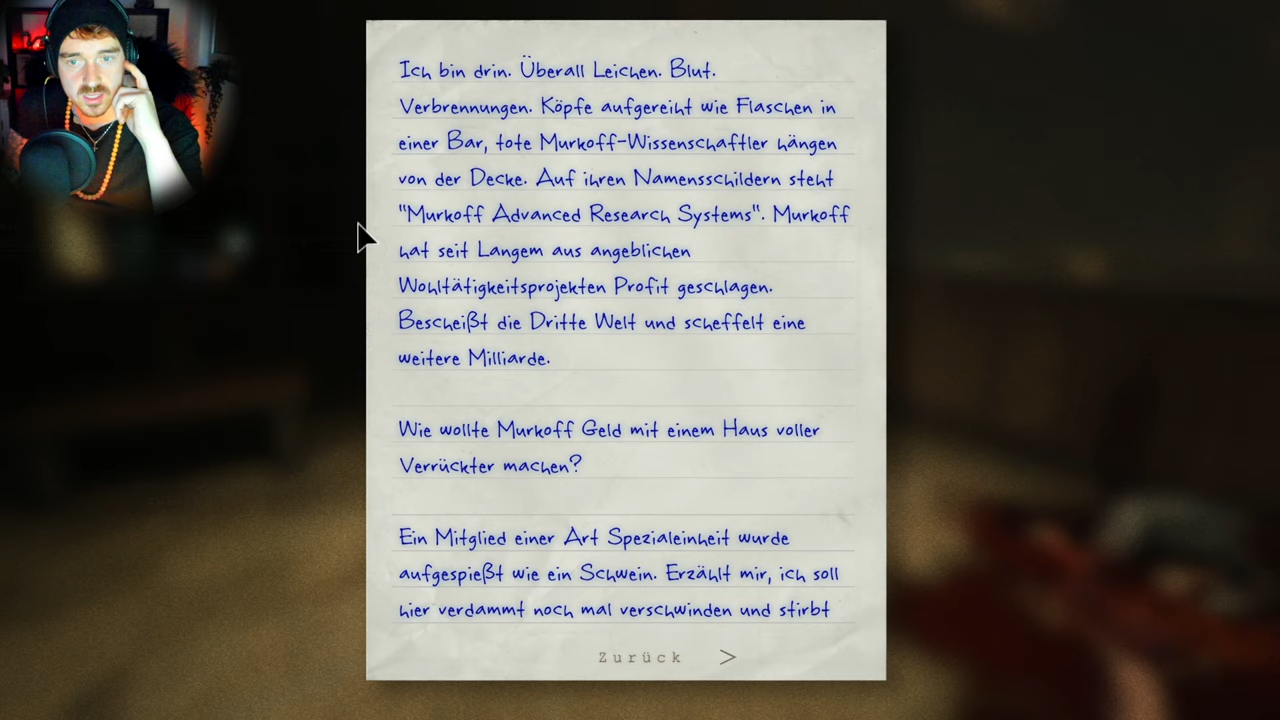 Ich bin drin. Überall Leichen. Blut.
Verbrennungen. Köpfe aufgereiht wie Flaschen in
einer Bar, tote Murkoff-Wissenschaftler hängen
von der Decke. Auf ihren Namensschildern steht
"Murkoff Advanced Research Systems". Murkoff
hat seit Langem aus angeblichen
Wohltätigkeitsprojekten Profit geschlagen.
Bescheißt die Dritte Welt und scheffelt eine
weitere Milliarde.
Wie wollte Murkoff Geld mit einem Haus voller
Verrückter machen?
Ein Mitglied einer Art Spezialeinheit wurde
aufgespießt wie ein Schwein. Erzählt mir, ich soll
hier verdammt noch mal verschwinden und stirbt
Zurück >